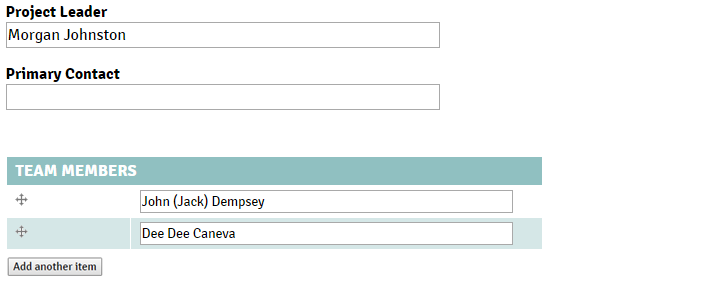 Project Leader
Morgan Johnston
Primary Contact
TEAM MEMBERS
John (Jack) Dempsey
Dee Dee Caneva
Add another item